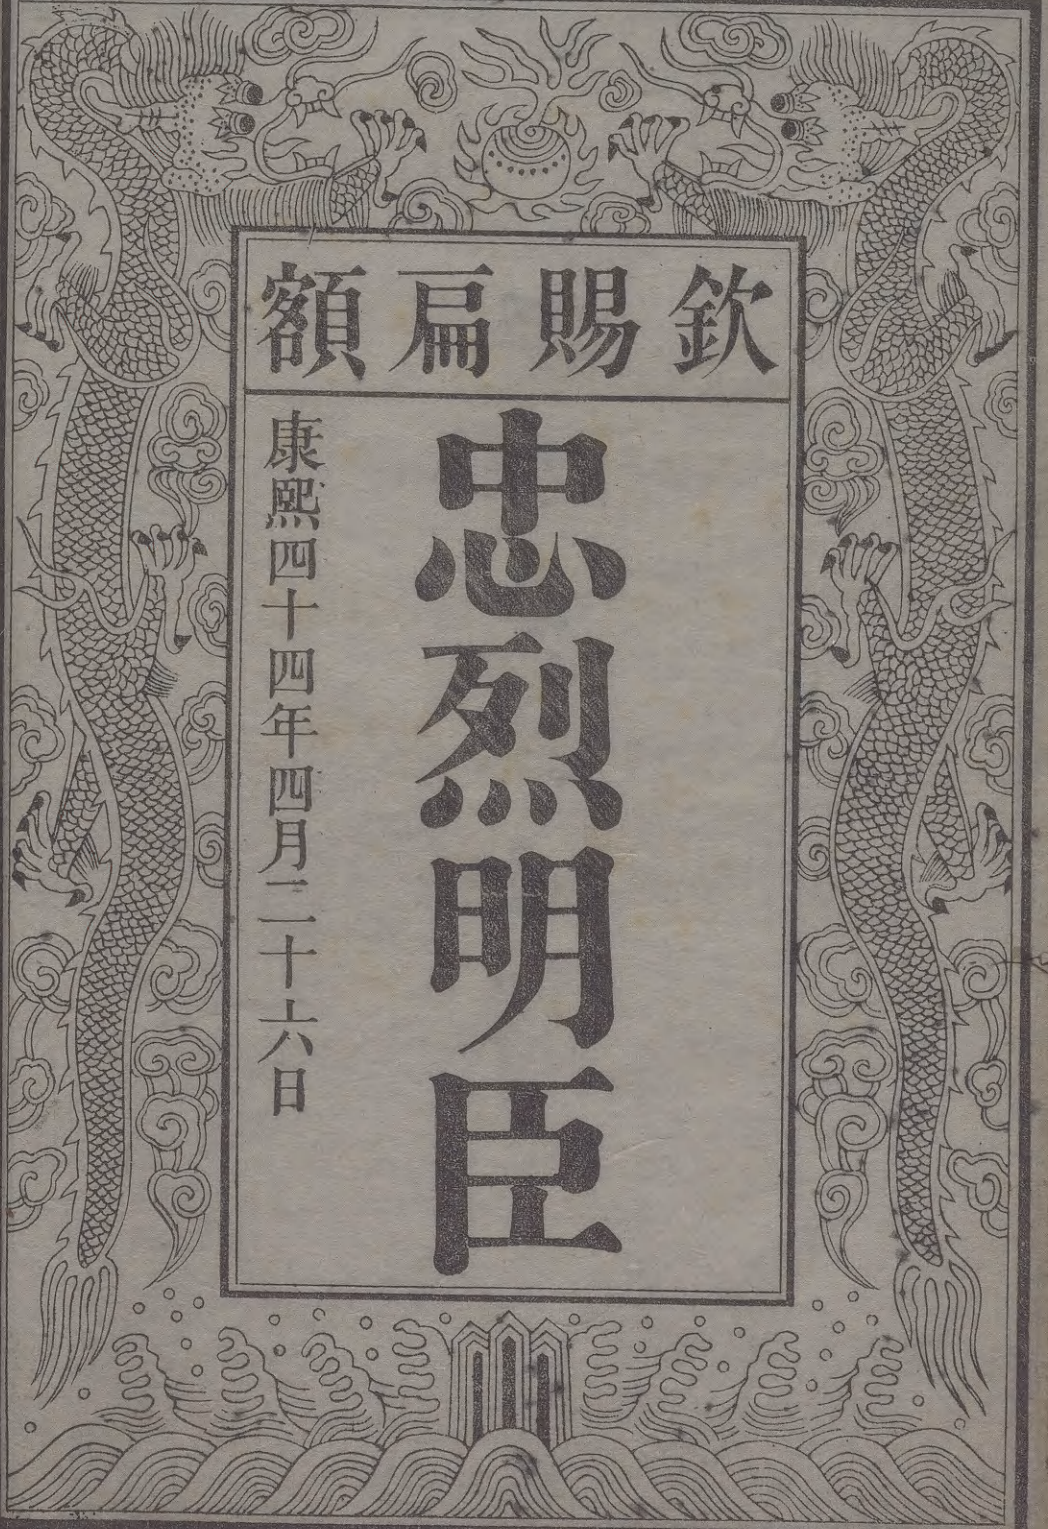 欽賜扁額
忠烈明臣
康熙四十四年四月二十六日